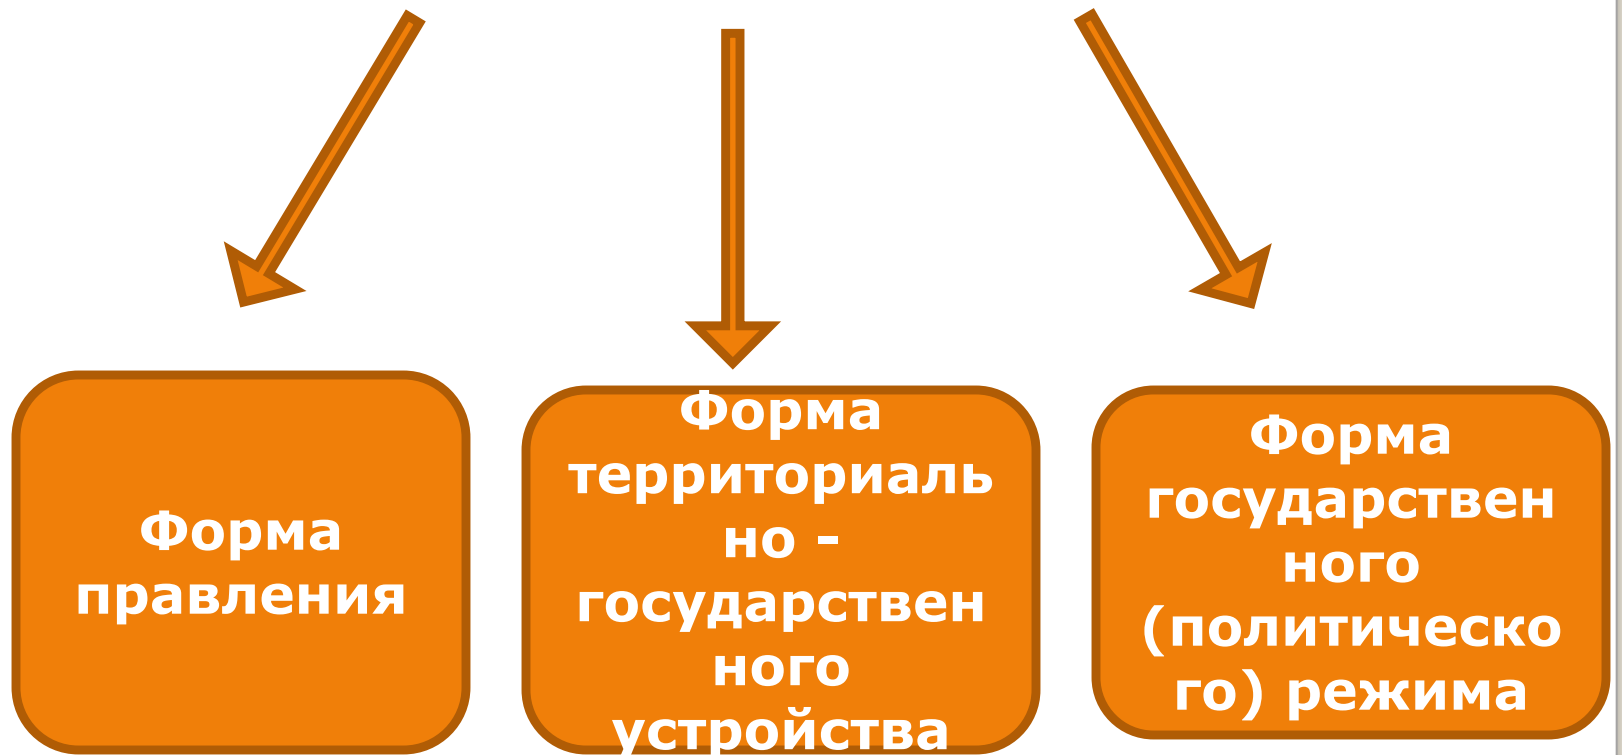 Форма
правления
Форма
территориаль
но -
государствен
ного
устройства
Форма
государствен
ного
(политическо
го) режима